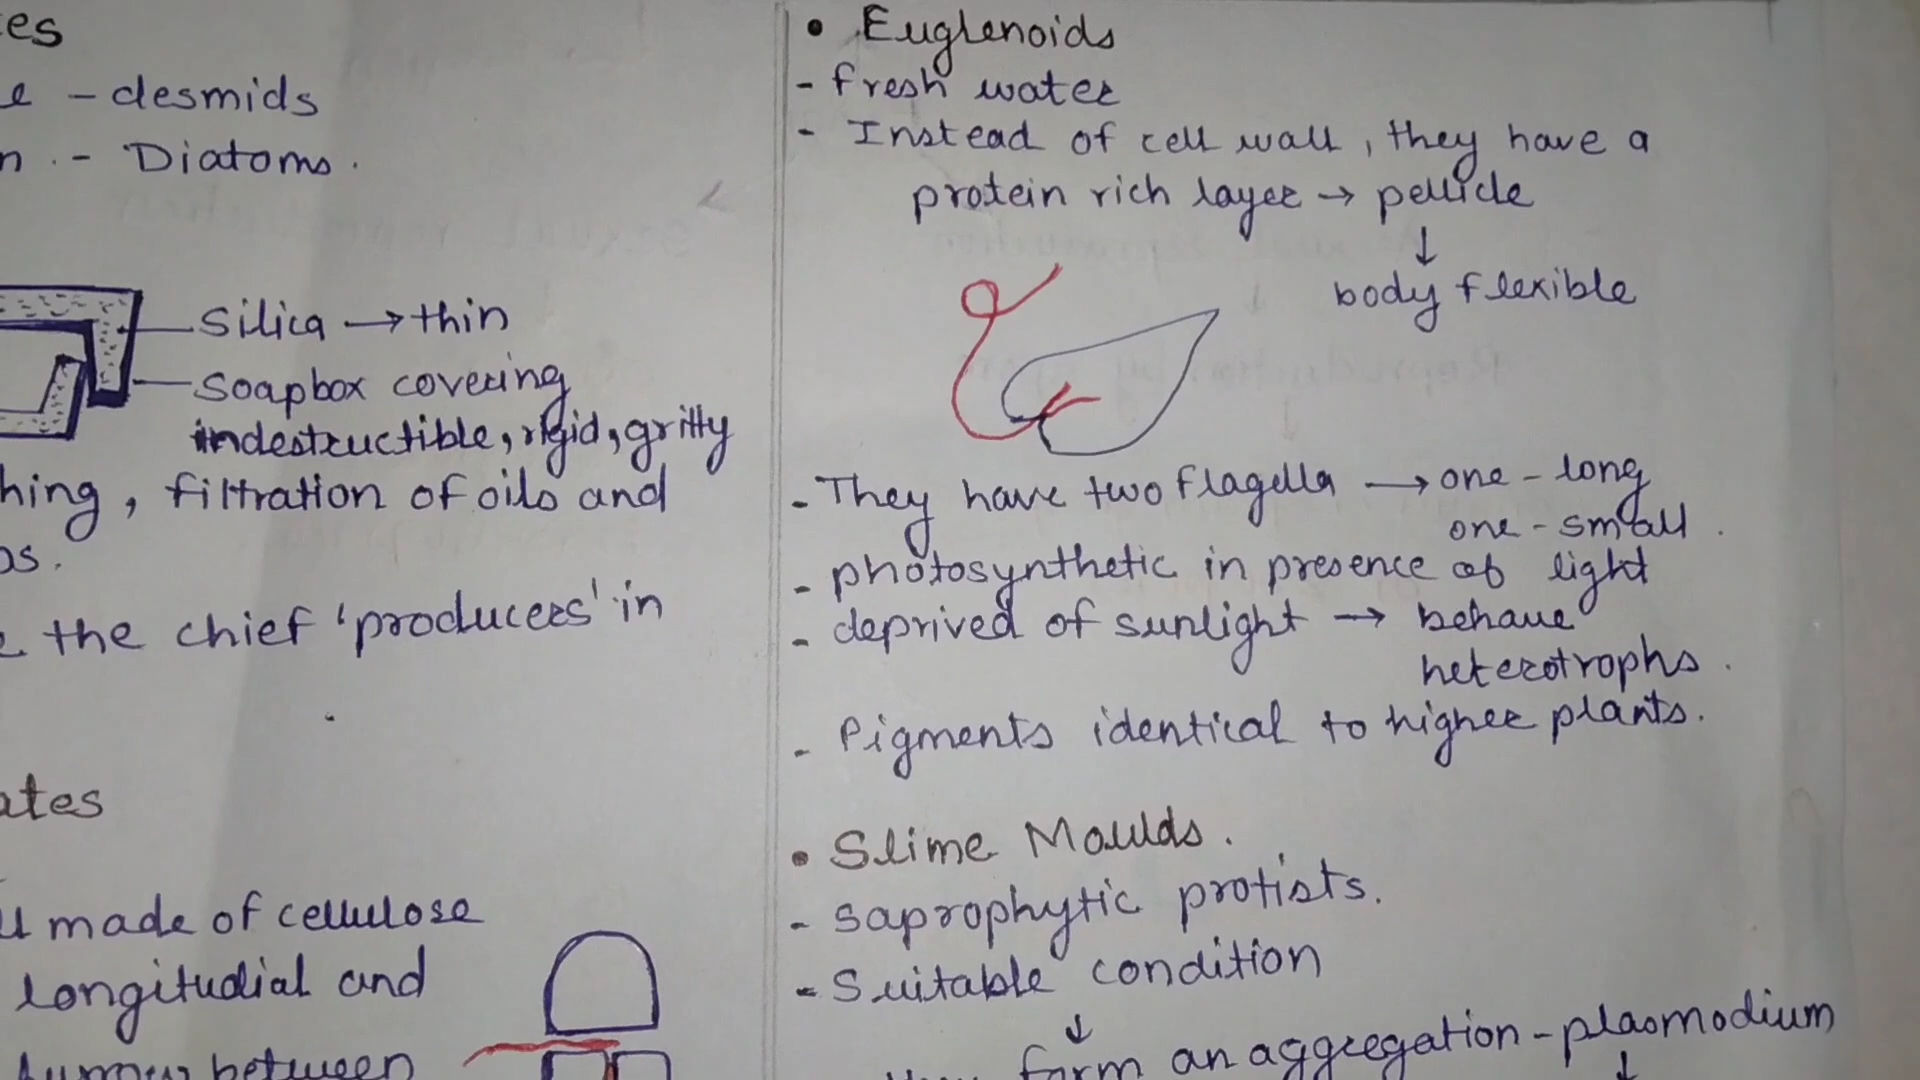 es
e - desmids
n. - Diatoms.
Silica → thin
Soapbox covering
indestructible, rigid, gritty
hing, filtration of oils and
os.
e the chief 'producers' in
ates
ll made of cellulose
longitudial and
between
• Euglenoids
- fresh water
- Instead of cell wall, they have a
protein rich layer → pellicle
↓
body flexible
- They have two flagella → one - long
one - small.
- photosynthetic in presence of light
- deprived of sunlight → behave
heterotrophs.
- Pigments identical to higher plants.
• Slime Moulds.
- Saprophytic protists.
- Suitable condition
↓
form an aggregation - plasmodium
↓